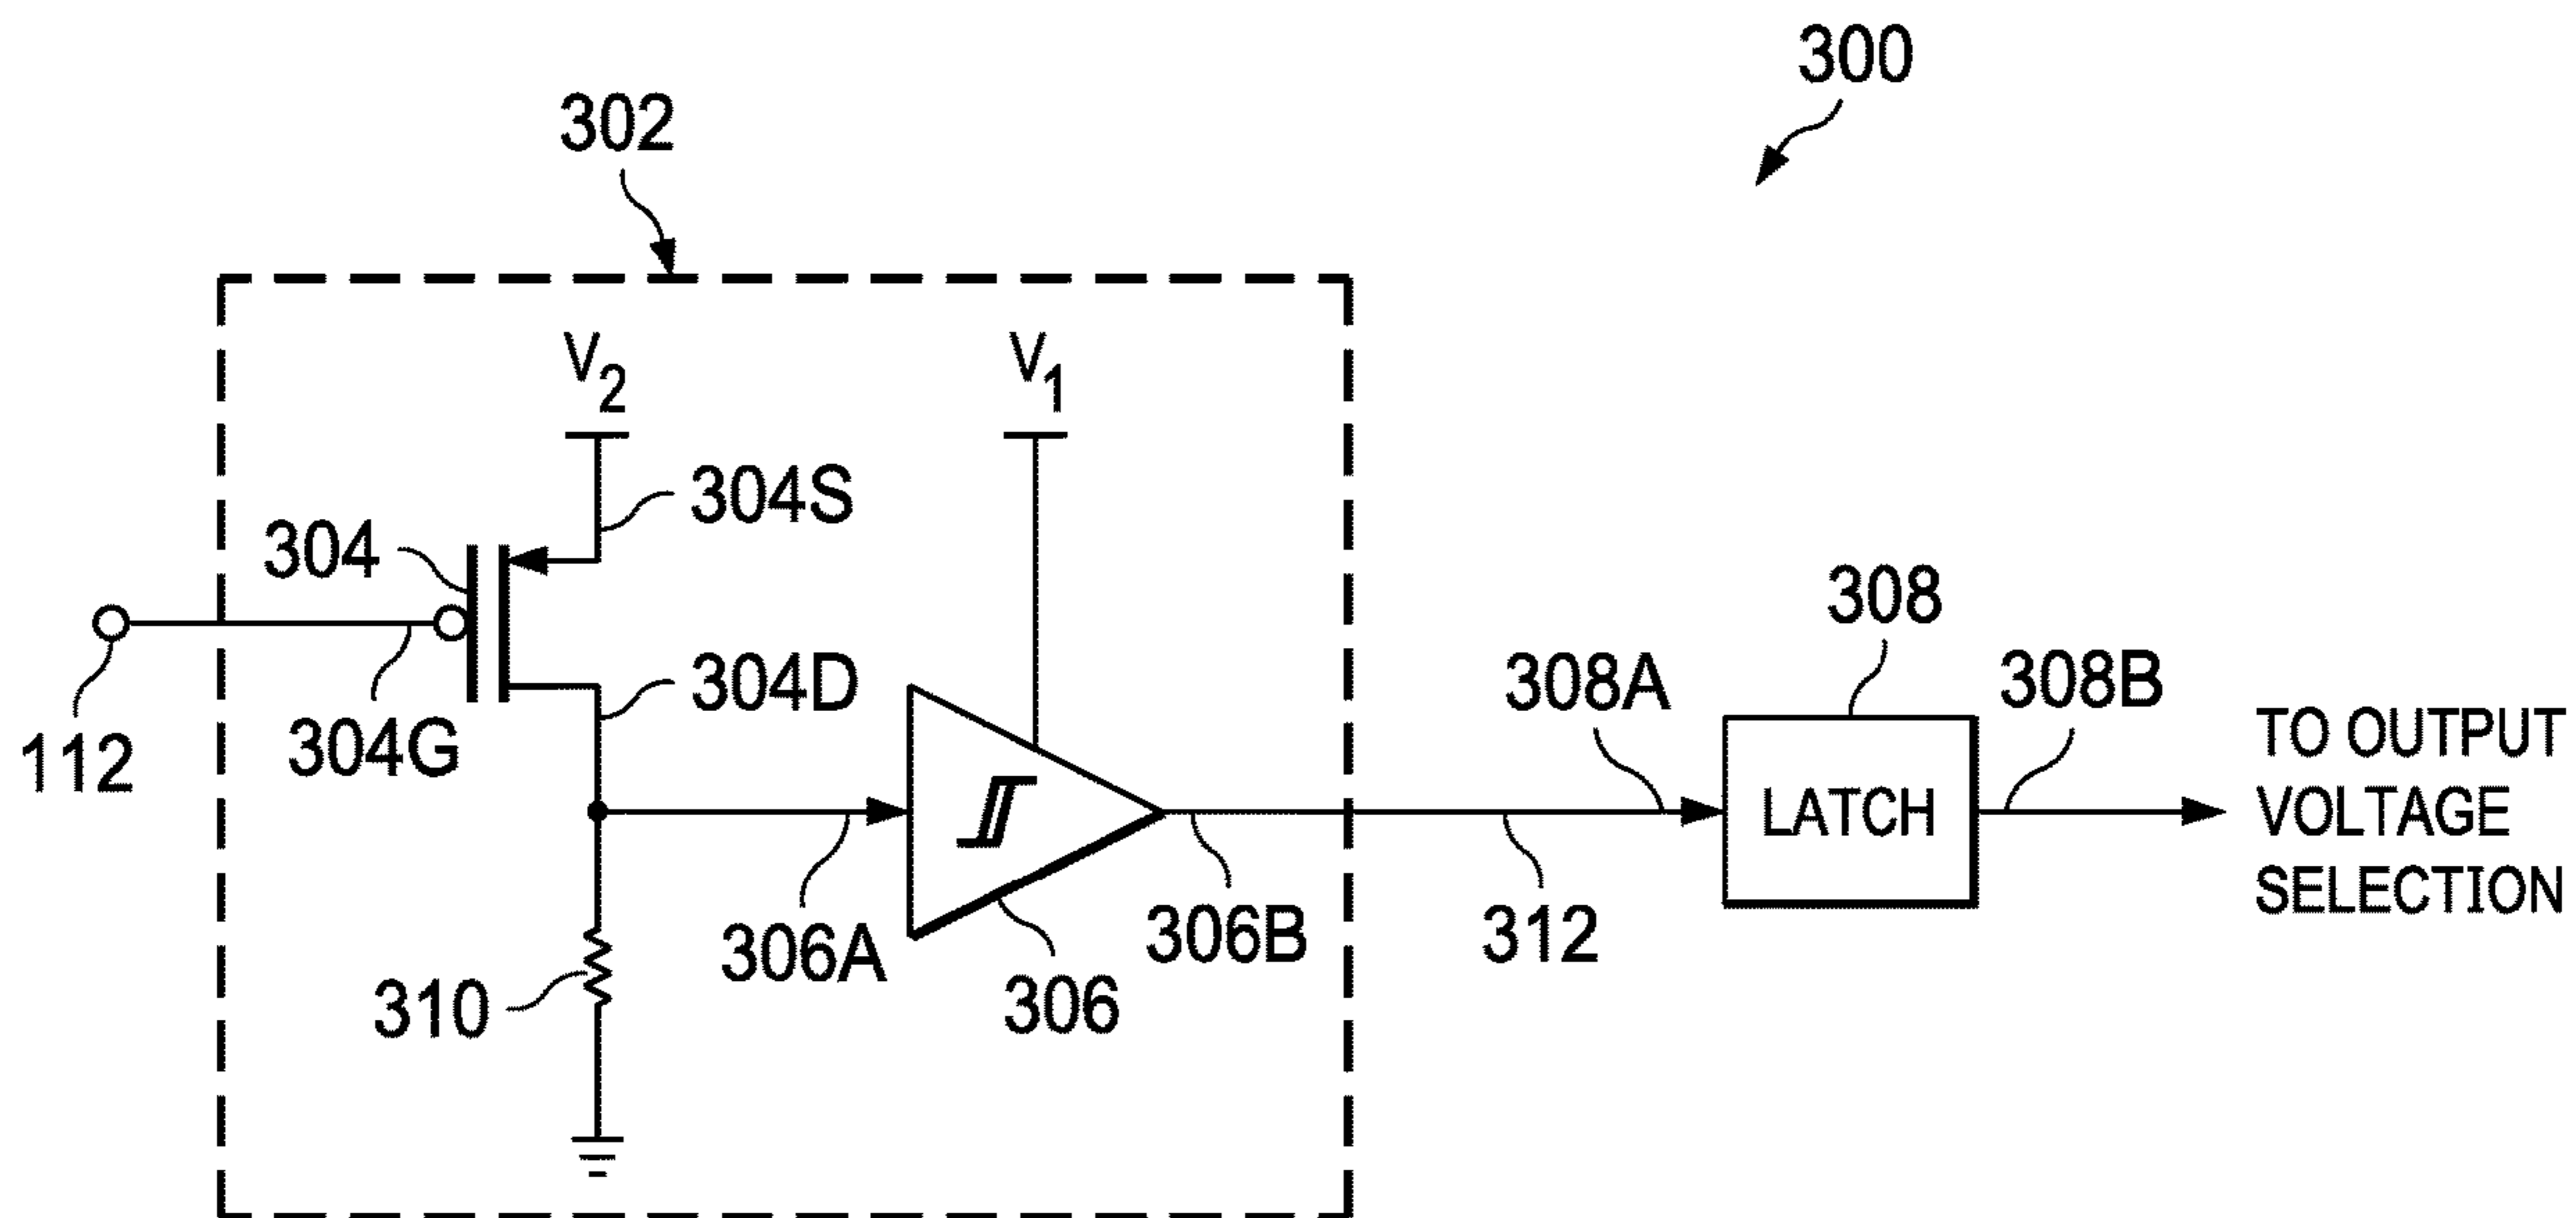 300
302
V2
V1
304S
304
304D
304G
112
308
308A
308B
LATCH
TO OUTPUT
VOLTAGE
SELECTION
306A
306B
312
310
306